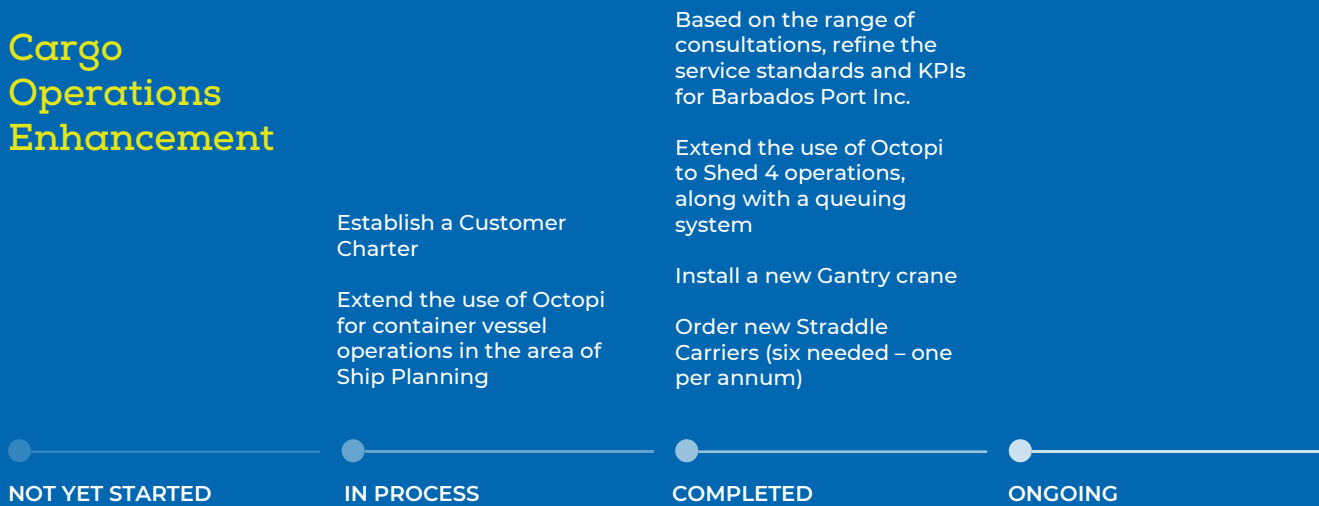 Cargo
Operations
Enhancement
Establish a Customer
Charter
Extend the use of Octopi
for container vessel
operations in the area of
Ship Planning
Based on the range of
consultations, refine the
service standards and KPIs
for Barbados Port Inc.
Extend the use of Octopi
to Shed 4 operations,
along with a queuing
system
Install a new Gantry crane
Order new Straddle
Carriers (six needed – one
per annum)
NOT YET STARTED
IN PROCESS
COMPLETED
ONGOING